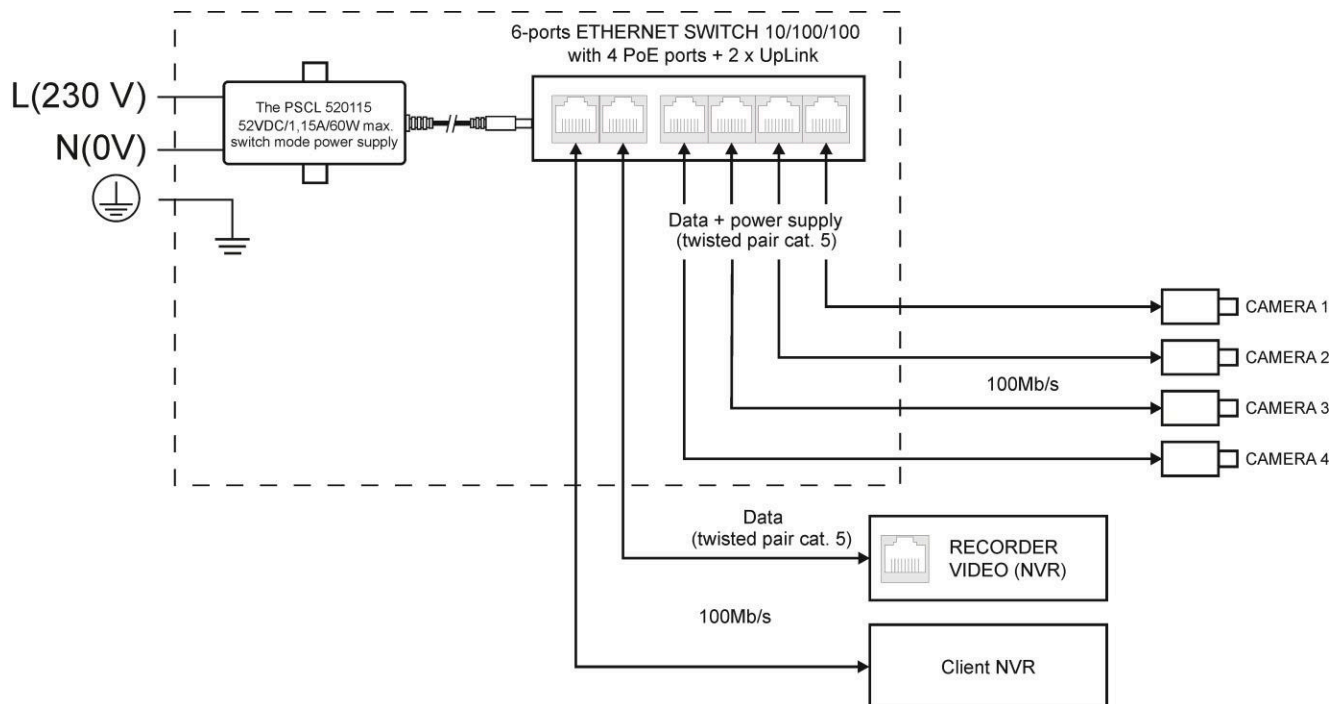 6-ports ETHERNET SWITCH 10/100/100
with 4 PoE ports + 2 x UpLink
L(230 V)
N(0V)
The PSCL 520115
52VDC/1,15A/60W max.
switch mode power supply
Data + power supply
(twisted pair cat. 5)
CAMERA 1
CAMERA 2
100Mb/s
CAMERA 3
CAMERA 4
Data
(twisted pair cat. 5)
RECORDER
VIDEO (NVR)
100Mb/s
Client NVR